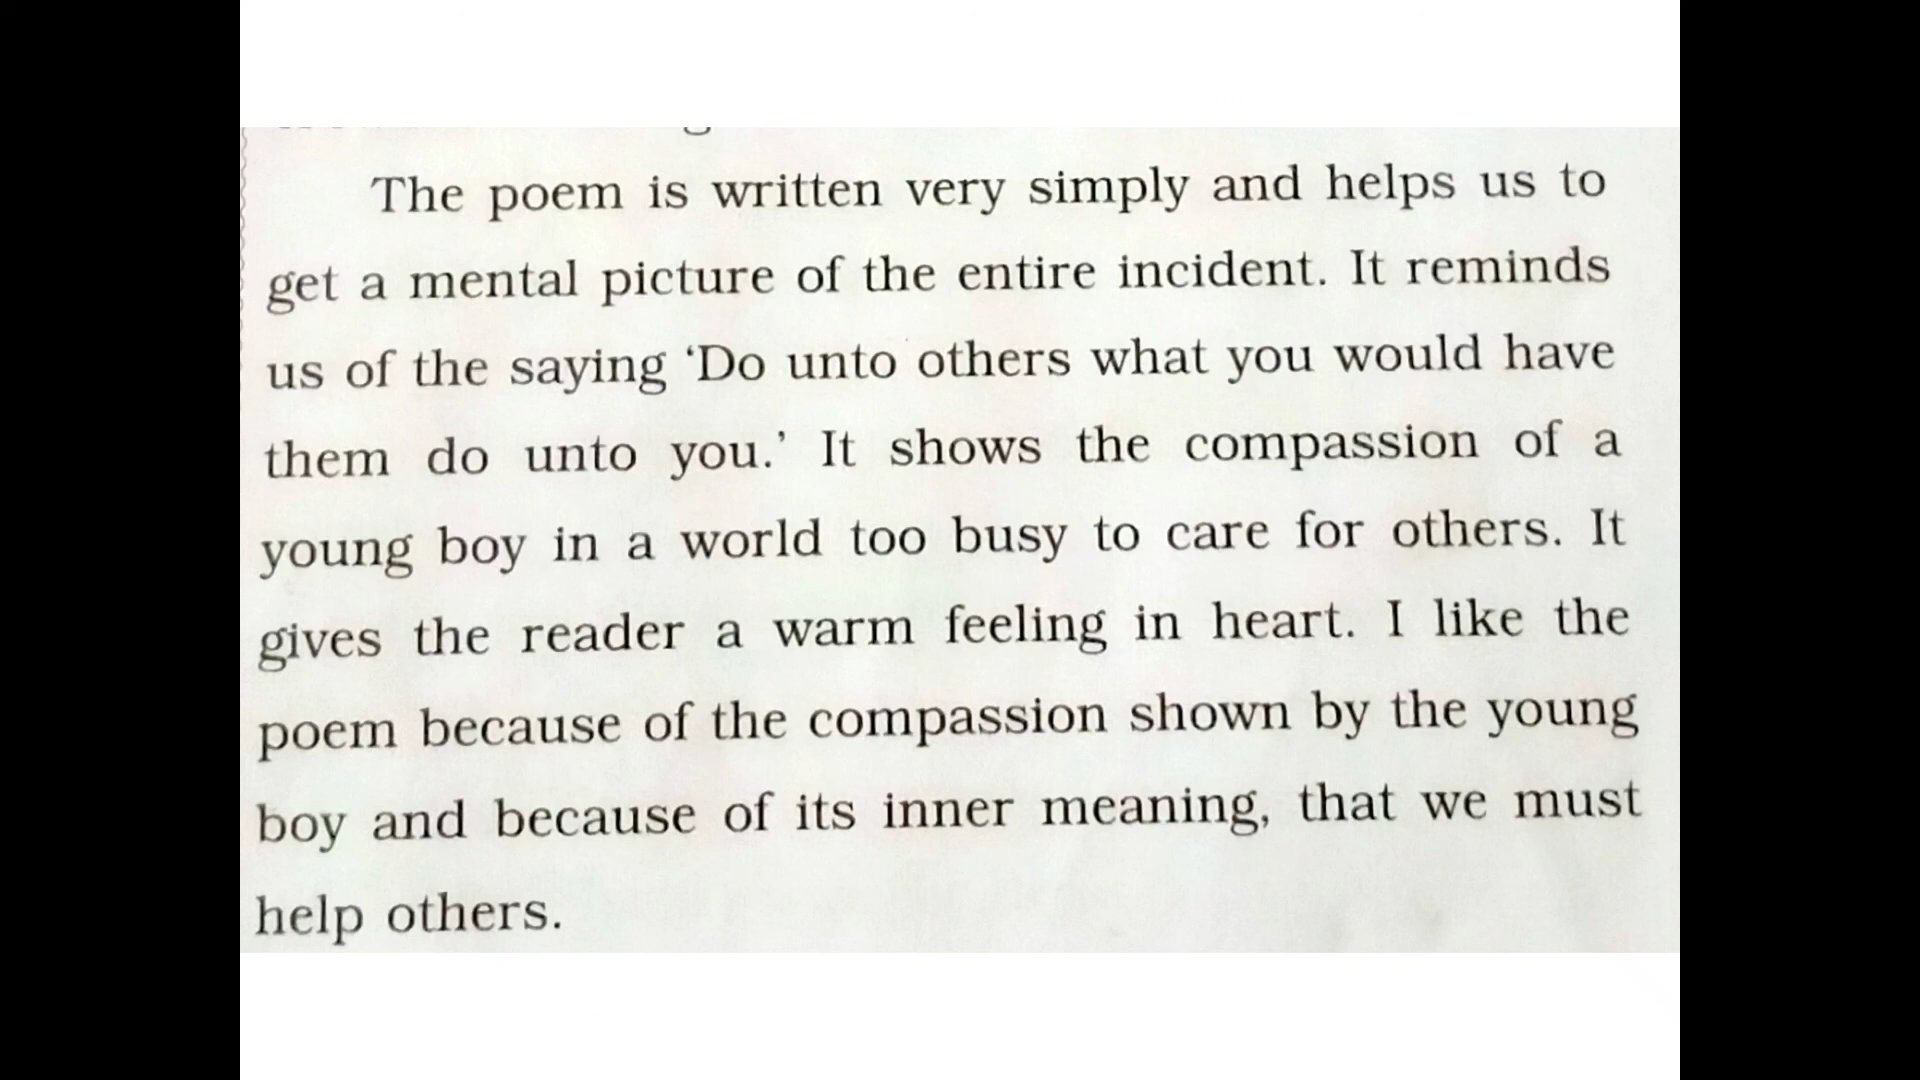 The poem is written very simply and helps us to
get a mental picture of the entire incident. It reminds
us of the saying ‘Do unto others what you would have
them do unto you.’ It shows the compassion of a
young boy in a world too busy to care for others. It
gives the reader a warm feeling in heart. I like the
poem because of the compassion shown by the young
boy and because of its inner meaning, that we must
help others.